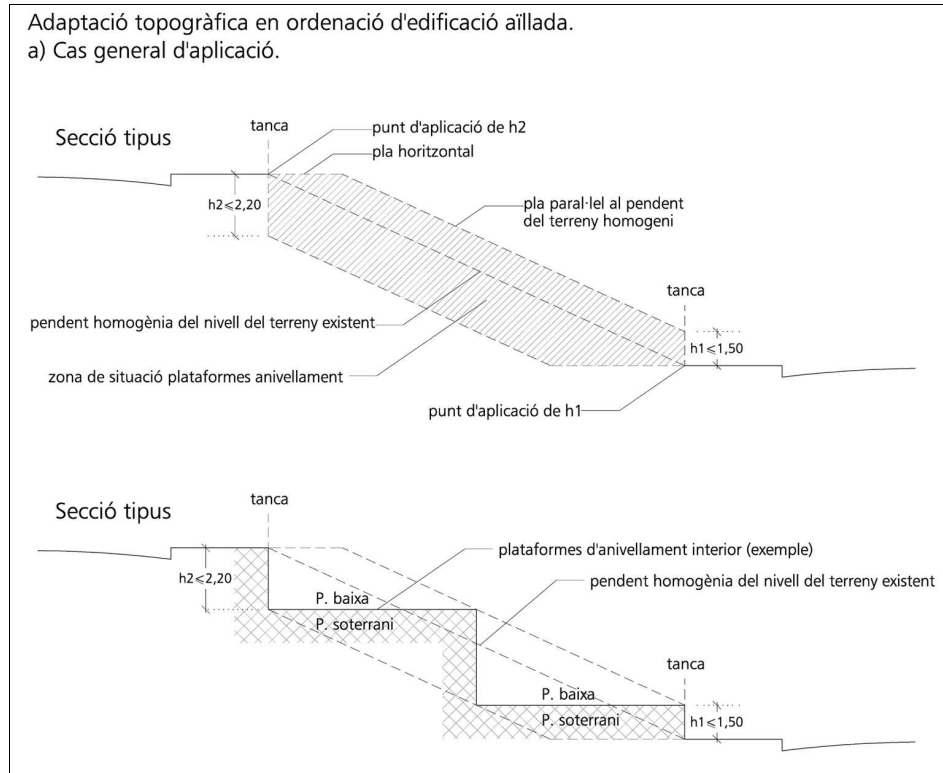 Adaptació topogràfica en ordenació d'edificació aïllada.
a) Cas general d'aplicació.
Secció tipus
tanca
punt d'aplicació de h2
pla horitzontal
h2⩽2,20
pla paral·lel al pendent
del terreny homogeni
tanca
pendent homogènia del nivell del terreny existent
h1⩽1,50
zona de situació plataformes anivellament
punt d'aplicació de h1
Secció tipus
tanca
plataformes d'anivellament interior (exemple)
h2⩽2,20
pendent homogènia del nivell del terreny existent
P. baixa
P. soterrani
tanca
P. baixa
P. soterrani
h1⩽1,50